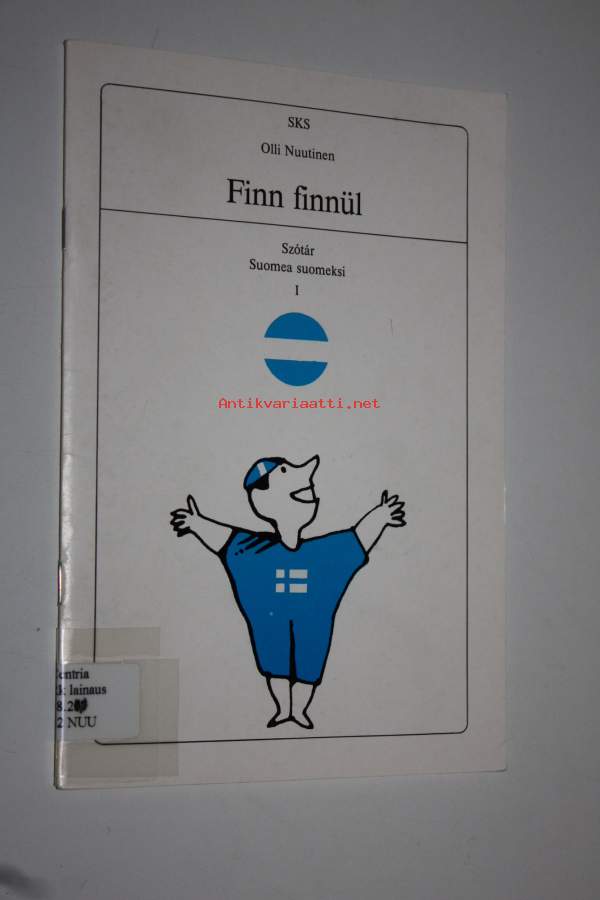 SKS
Olli Nuutinen
Finn finnül
Szótár
Suomea suomeksi
I
Antikvariaatti.net
lainaus
NUU